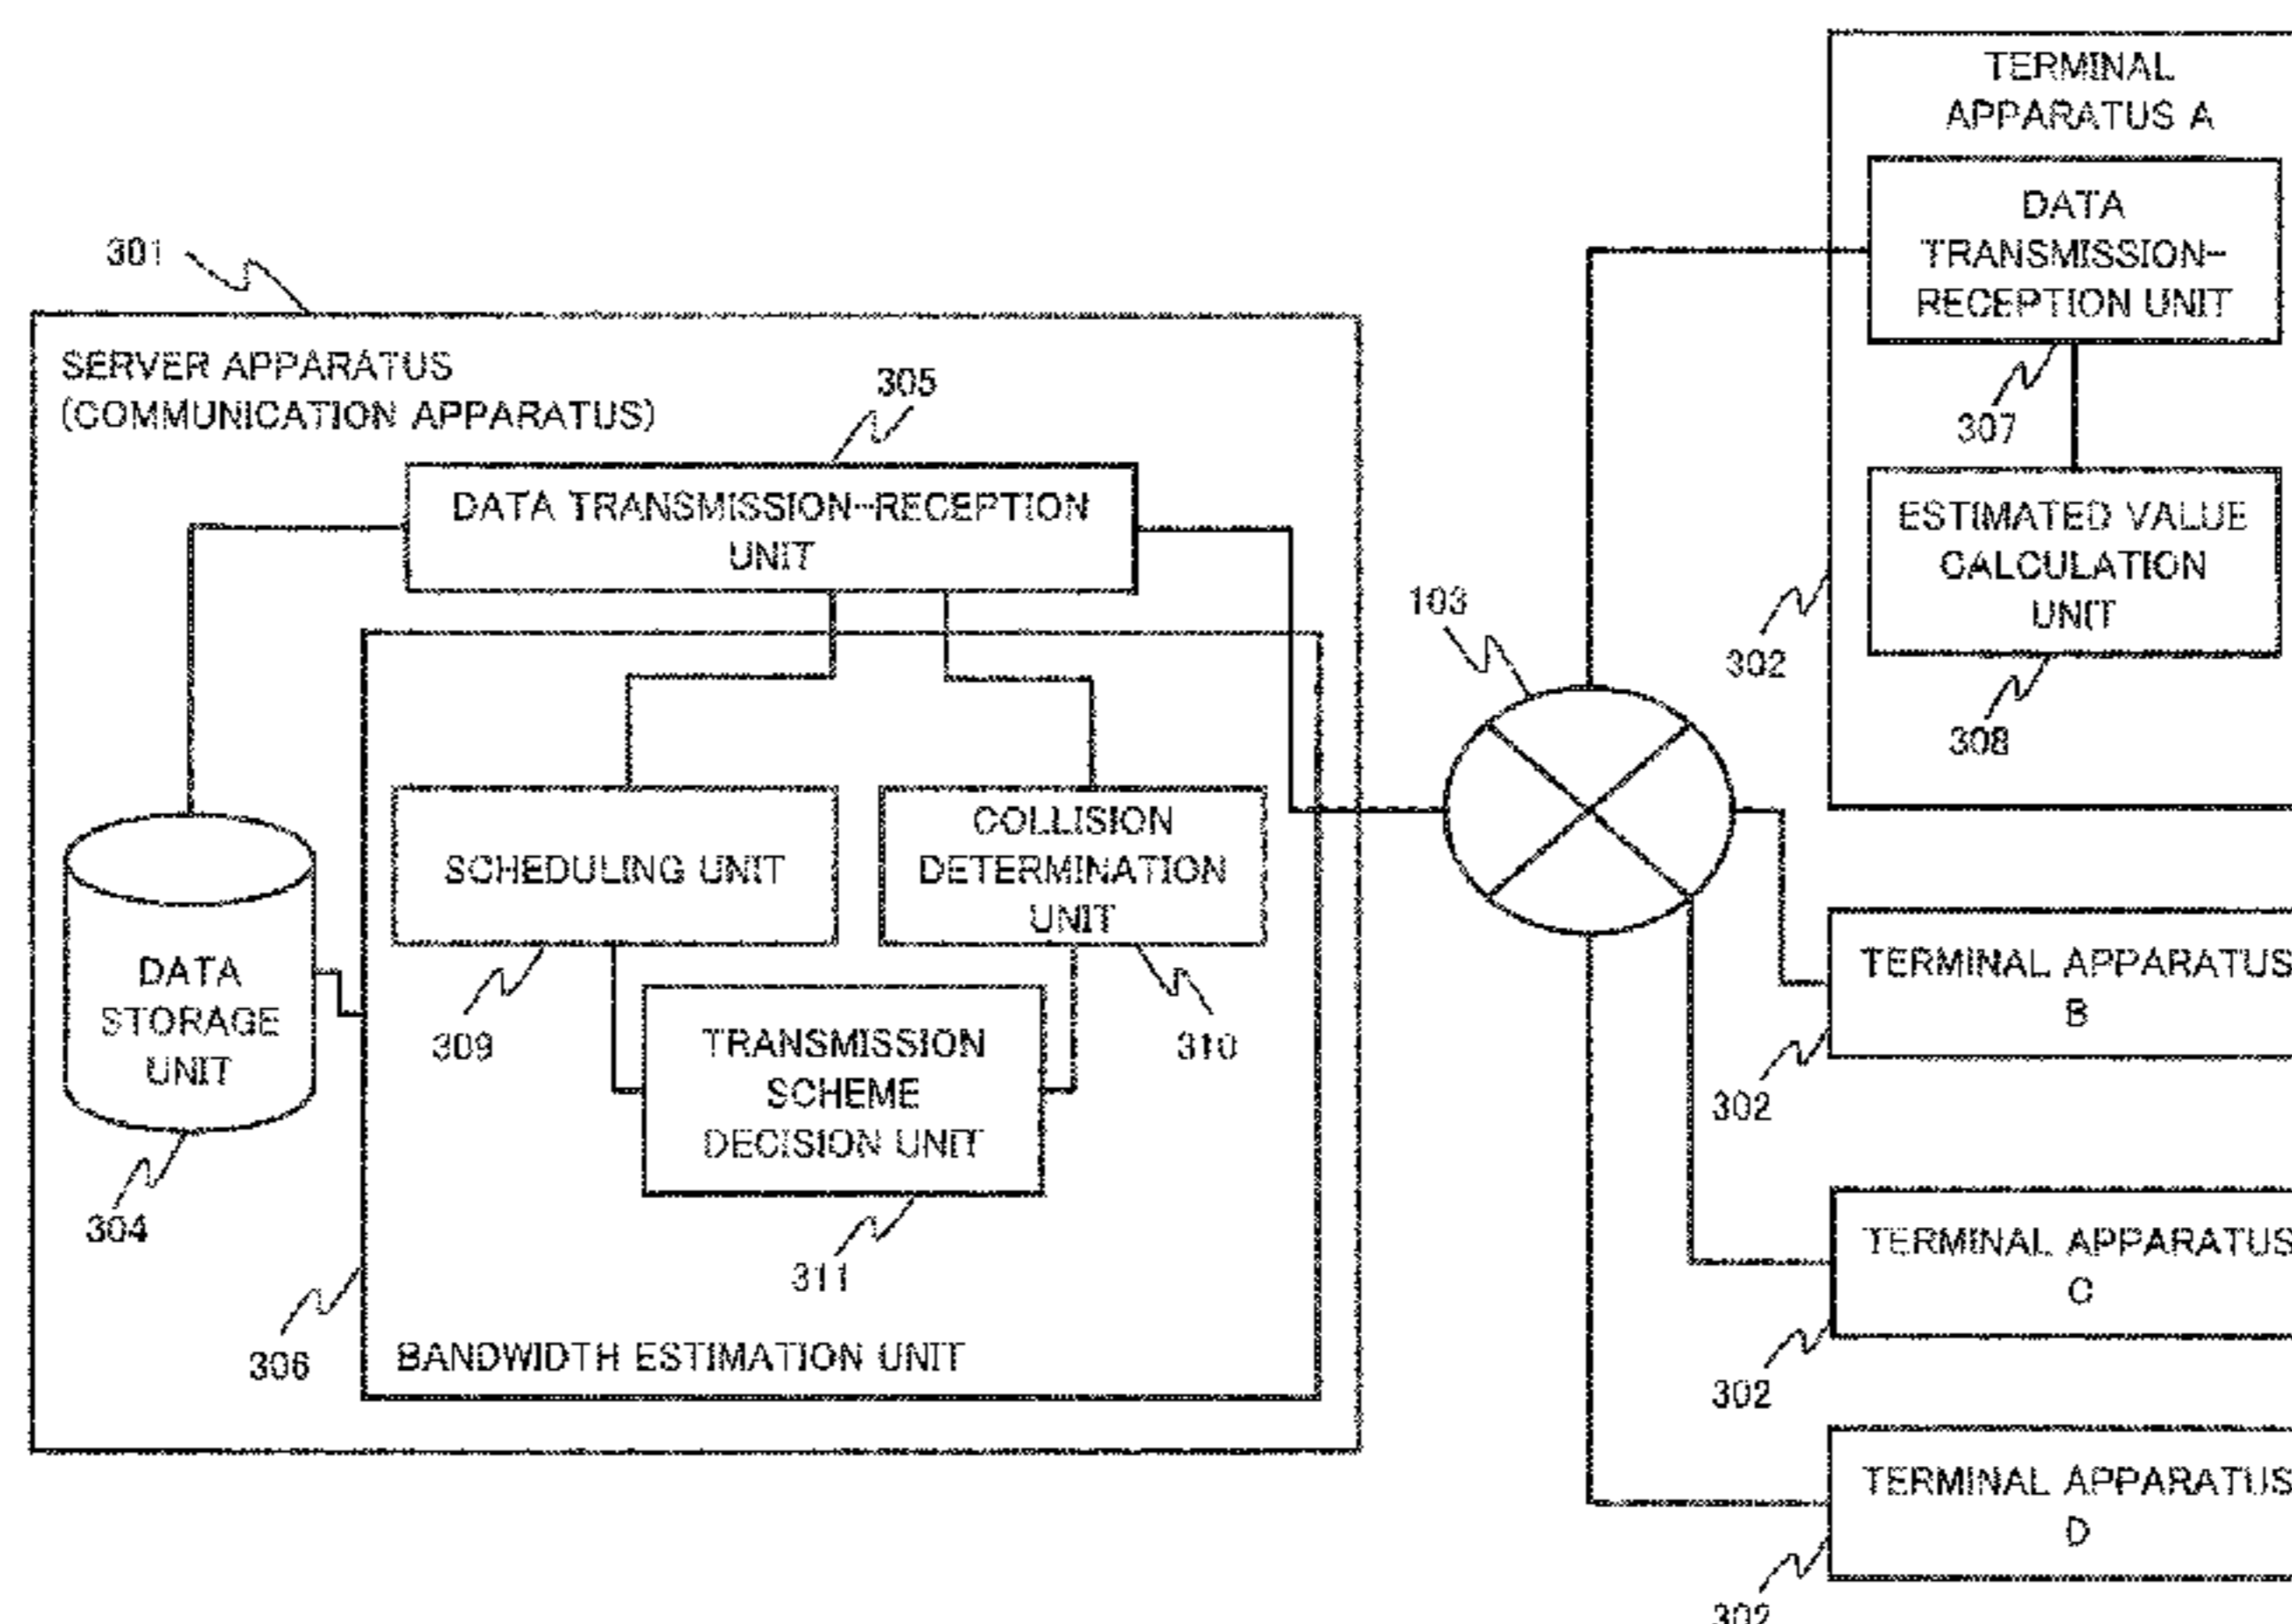 301
SERVER APPARATUS
(COMMUNICATION APPARATUS)
305
DATA TRANSMISSION-RECEPTION
UNIT
SCHEDULING UNIT
309
COLLISION
DETERMINATION
UNIT
310
TRANSMISSION
SCHEME
DECISION UNIT
311
DATA
STORAGE
UNIT
304
306
BANDWIDTH ESTIMATION UNIT
103
TERMINAL
APPARATUS A
DATA
TRANSMISSION-
RECEPTION UNIT
307
ESTIMATED VALUE
CALCULATION
UNIT
308
302
TERMINAL APPARATUS
B
302
TERMINAL APPARATUS
C
302
TERMINAL APPARATUS
D
302